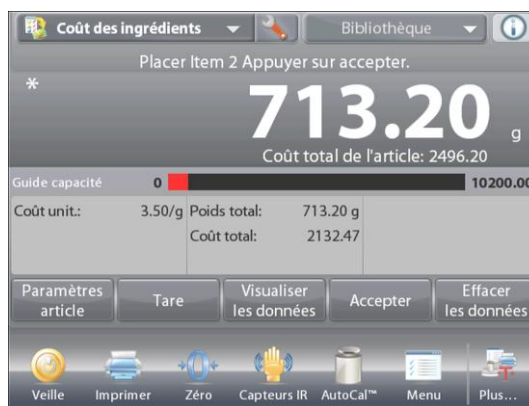 Coût des ingrédients
Bibliothèque
Placer Item 2 Appuyer sur accepter.
*
713.20 g
Coût total de l'article: 2496.20
Guide capacité 0 10200.00
Coût unit.: 3.50/g Poids total: 713.20 g
Coût total: 2132.47
Paramètres article
Tare
Visualiser les données
Accepter
Effacer les données
Veille Imprimer Zéro Capteurs IR AutoCal™ Menu Plus...